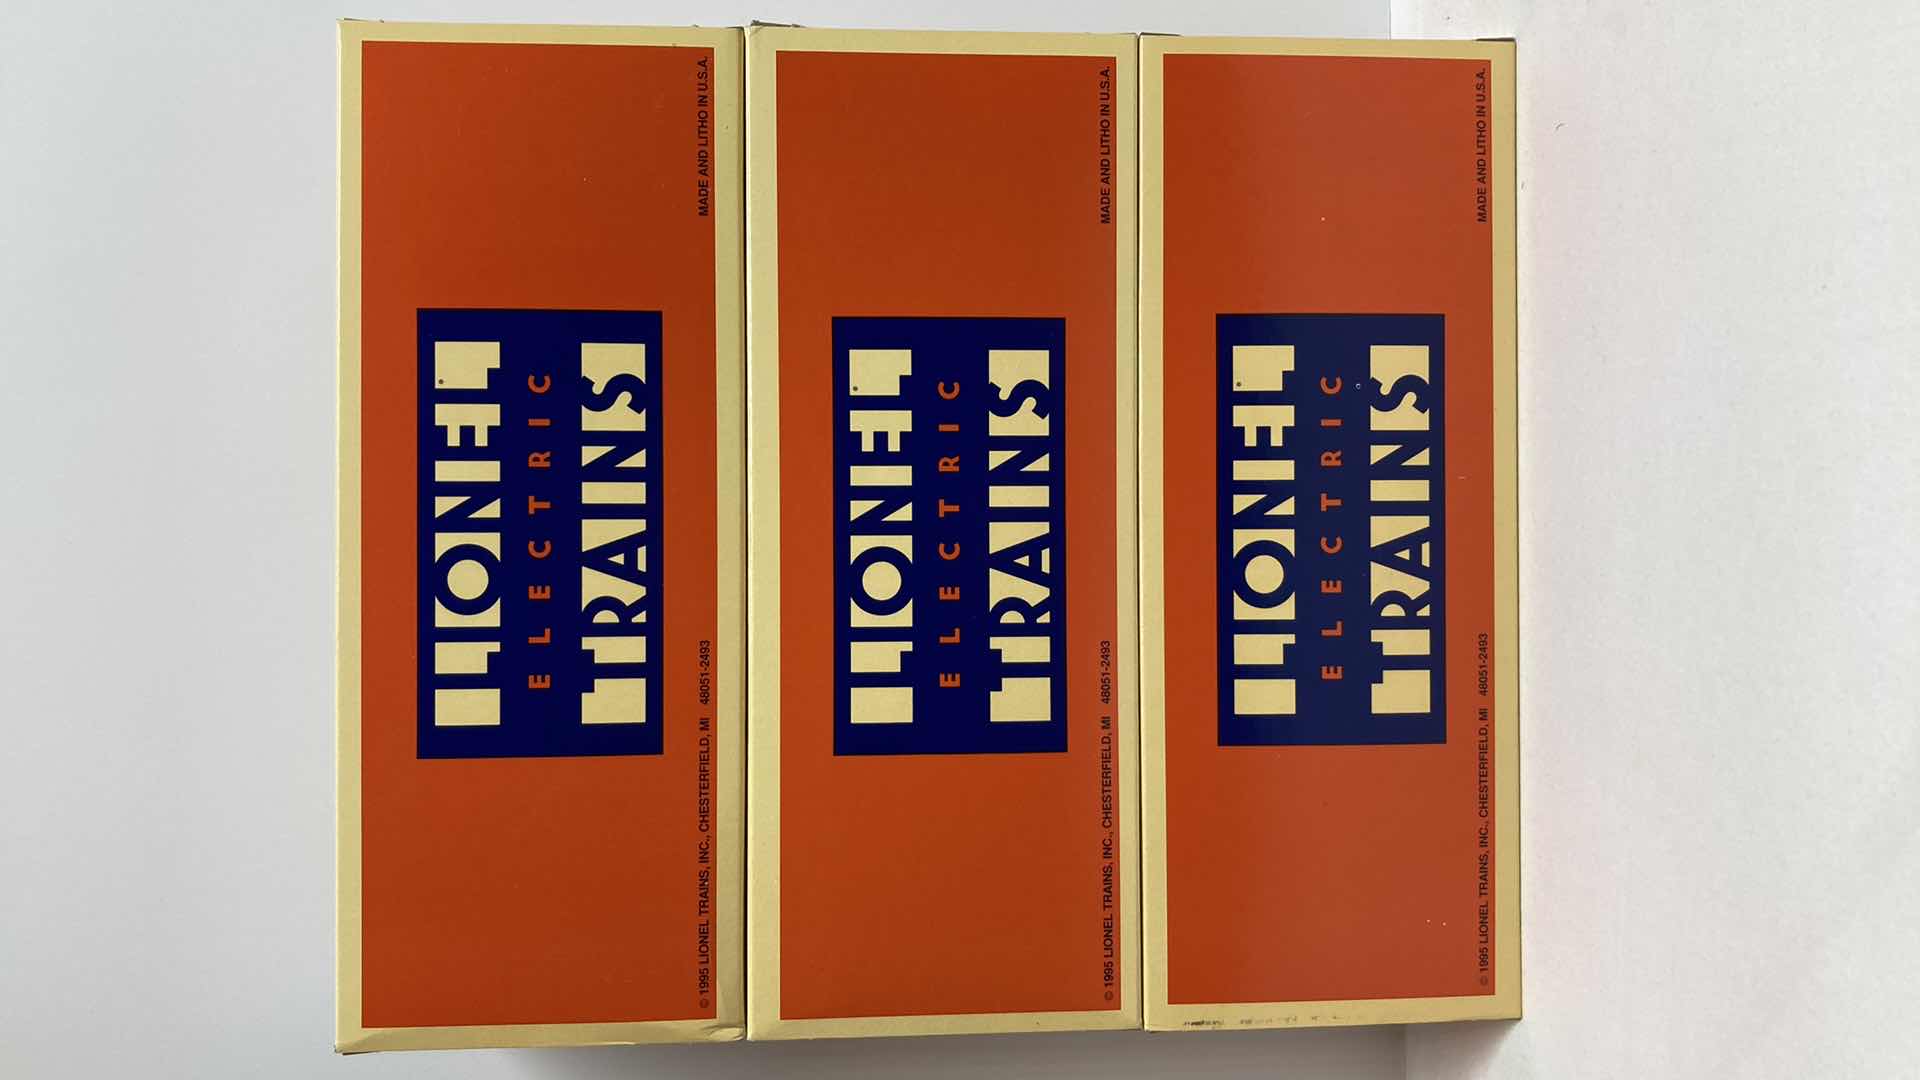 LIONEL
ELECTRIC
TRAINS
© 1995 LIONEL TRAINS, INC., CHESTERFIELD, MI 48051-2493
MADE AND LITHO IN U.S.A.
LIONEL
ELECTRIC
TRAINS
© 1995 LIONEL TRAINS, INC., CHESTERFIELD, MI 48051-2493
MADE AND LITHO IN U.S.A.
LIONEL
ELECTRIC
TRAINS
© 1995 LIONEL TRAINS, INC., CHESTERFIELD, MI 48051-2493
MADE AND LITHO IN U.S.A.